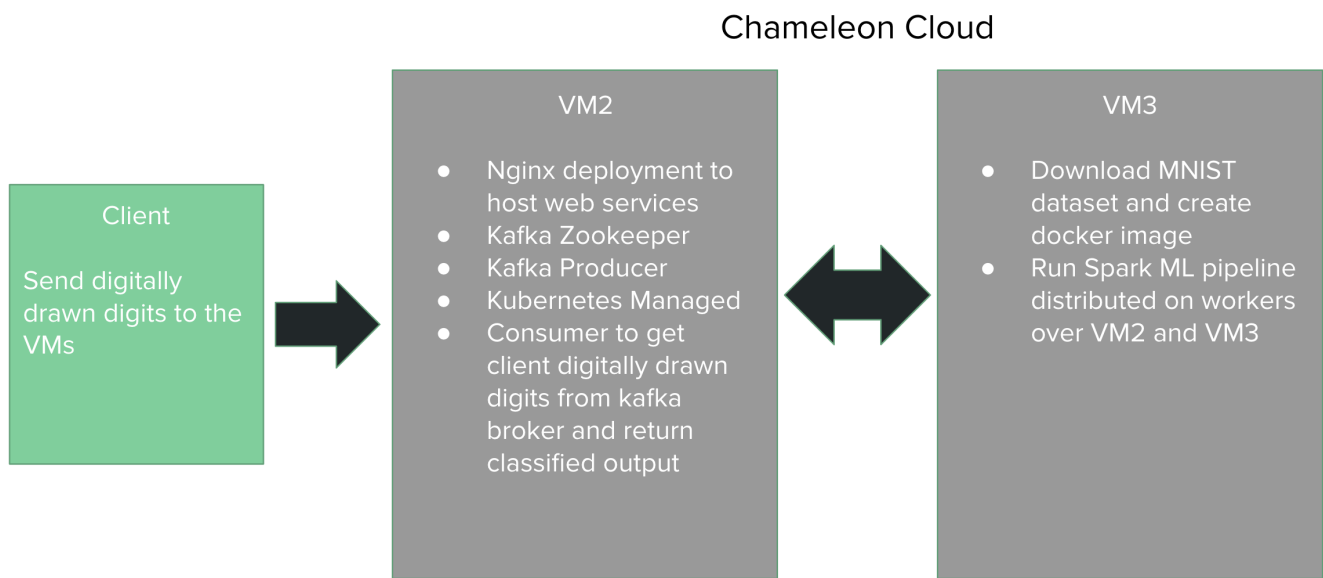 Chameleon Cloud
Client
Send digitally
drawn digits to the
VMs
VM2
● Nginx deployment to
host web services
● Kafka Zookeeper
● Kafka Producer
● Kubernetes Managed
● Consumer to get
client digitally drawn
digits from kafka
broker and return
classified output
VM3
● Download MNIST
dataset and create
docker image
● Run Spark ML pipeline
distributed on workers
over VM2 and VM3